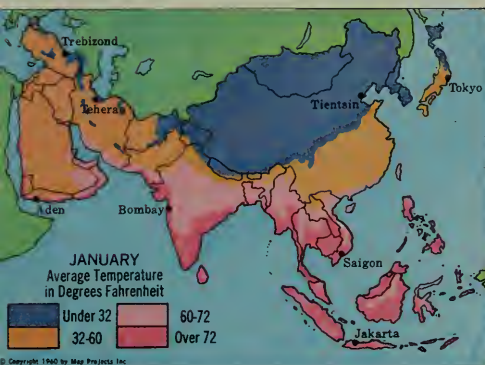 Trebizond
Teheran
Tientsin
Tokyo
Aden
Bombay
Saigon
Jakarta
JANUARY
Average Temperature
in Degrees Fahrenheit
Under 32
60-72
32-60
Over 72
© Copyright 1960 by Map Projects Inc